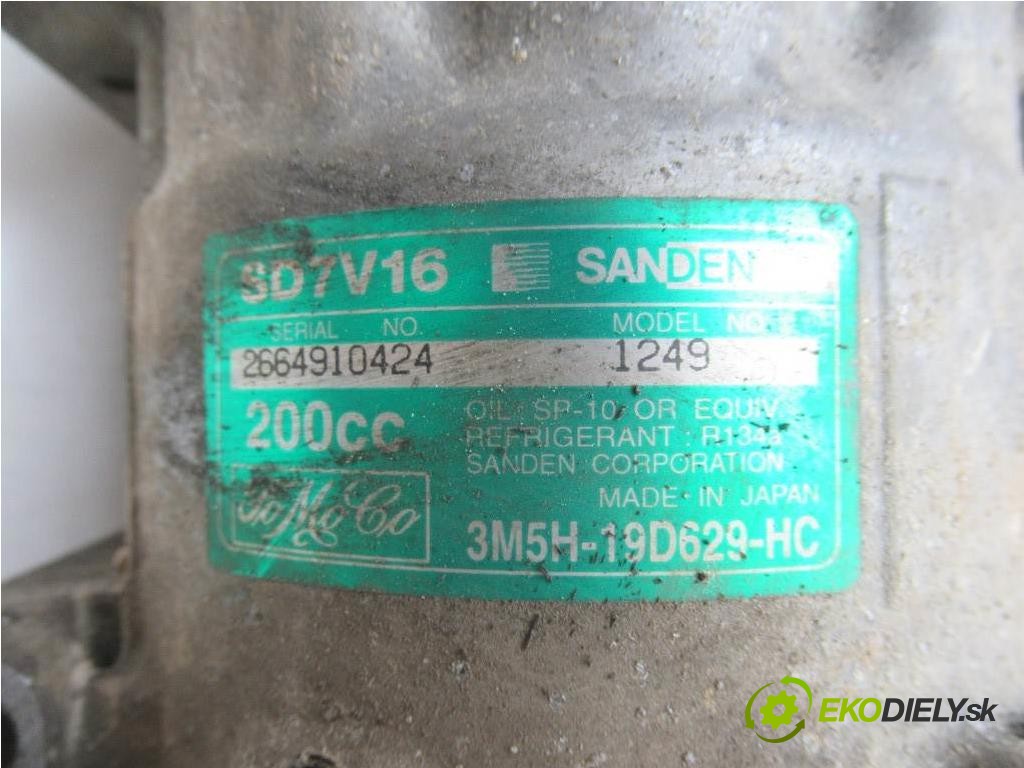 SD7V16 SANDEN
SERIAL NO. MODEL NO.
2664910424 1249
200cc
OIL: SP-10 OR EQUIV.
REFRIGERANT : R134a
SANDEN CORPORATION
MADE IN JAPAN
FoMoCo
3M5H-19D629-HC
EKODIELY.sk